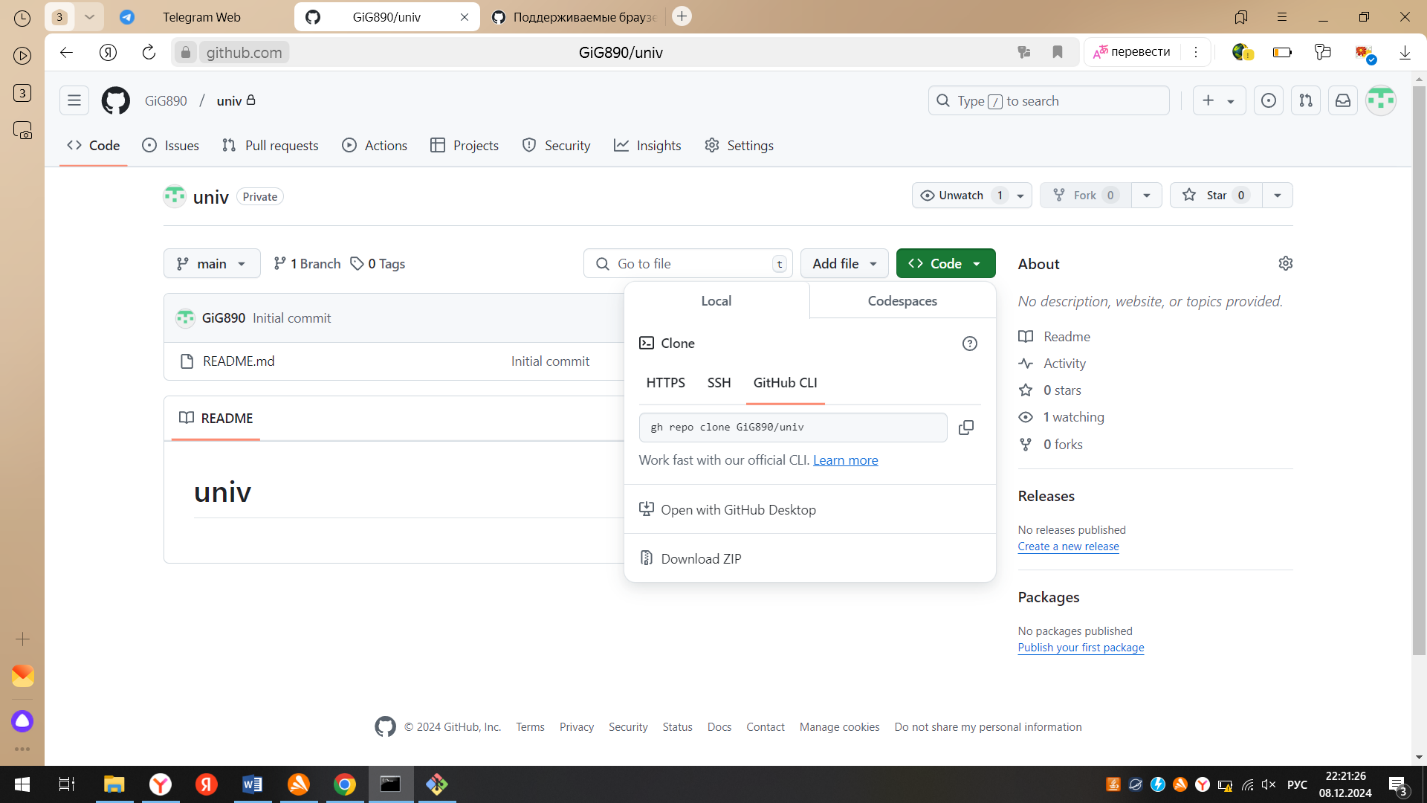 3
Telegram Web
GiG890/univ
Поддерживаемые брауз
github.com
GiG890/univ
перевести
3
GiG890 / univ
Type / to search
Code
Issues
Pull requests
Actions
Projects
Security
Insights
Settings
univ
Private
Unwatch 1
Fork 0
Star 0
main
1 Branch
0 Tags
Go to file
t
Add file
Code
About
No description, website, or topics provided.
Local
Codespaces
GiG890 Initial commit
Clone
Readme
README.md
Initial commit
Activity
HTTPS
SSH
GitHub CLI
0 stars
README
1 watching
gh repo clone GiG890/univ
0 forks
Work fast with our official CLI. Learn more
univ
Releases
Open with GitHub Desktop
No releases published
Create a new release
Download ZIP
Packages
No packages published
Publish your first package
© 2024 GitHub, Inc.
Terms
Privacy
Security
Status
Docs
Contact
Manage cookies
Do not share my personal information
РУС
22:21:26
08.12.2024
3